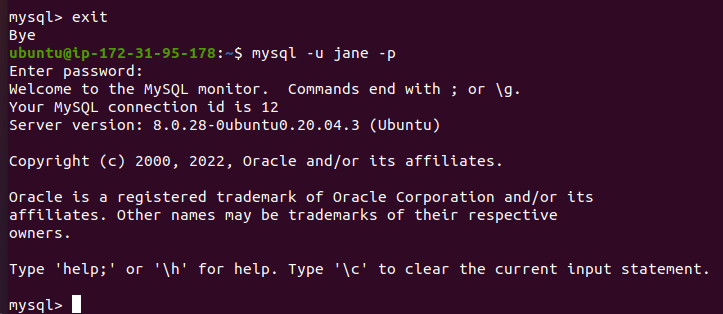 mysql> exit
Bye
ubuntu@ip-172-31-95-178:~$ mysql -u jane -p
Enter password:
Welcome to the MySQL monitor.  Commands end with ; or \g.
Your MySQL connection id is 12
Server version: 8.0.28-0ubuntu0.20.04.3 (Ubuntu)

Copyright (c) 2000, 2022, Oracle and/or its affiliates.

Oracle is a registered trademark of Oracle Corporation and/or its
affiliates. Other names may be trademarks of their respective
owners.

Type 'help;' or '\h' for help. Type '\c' to clear the current input statement.

mysql>